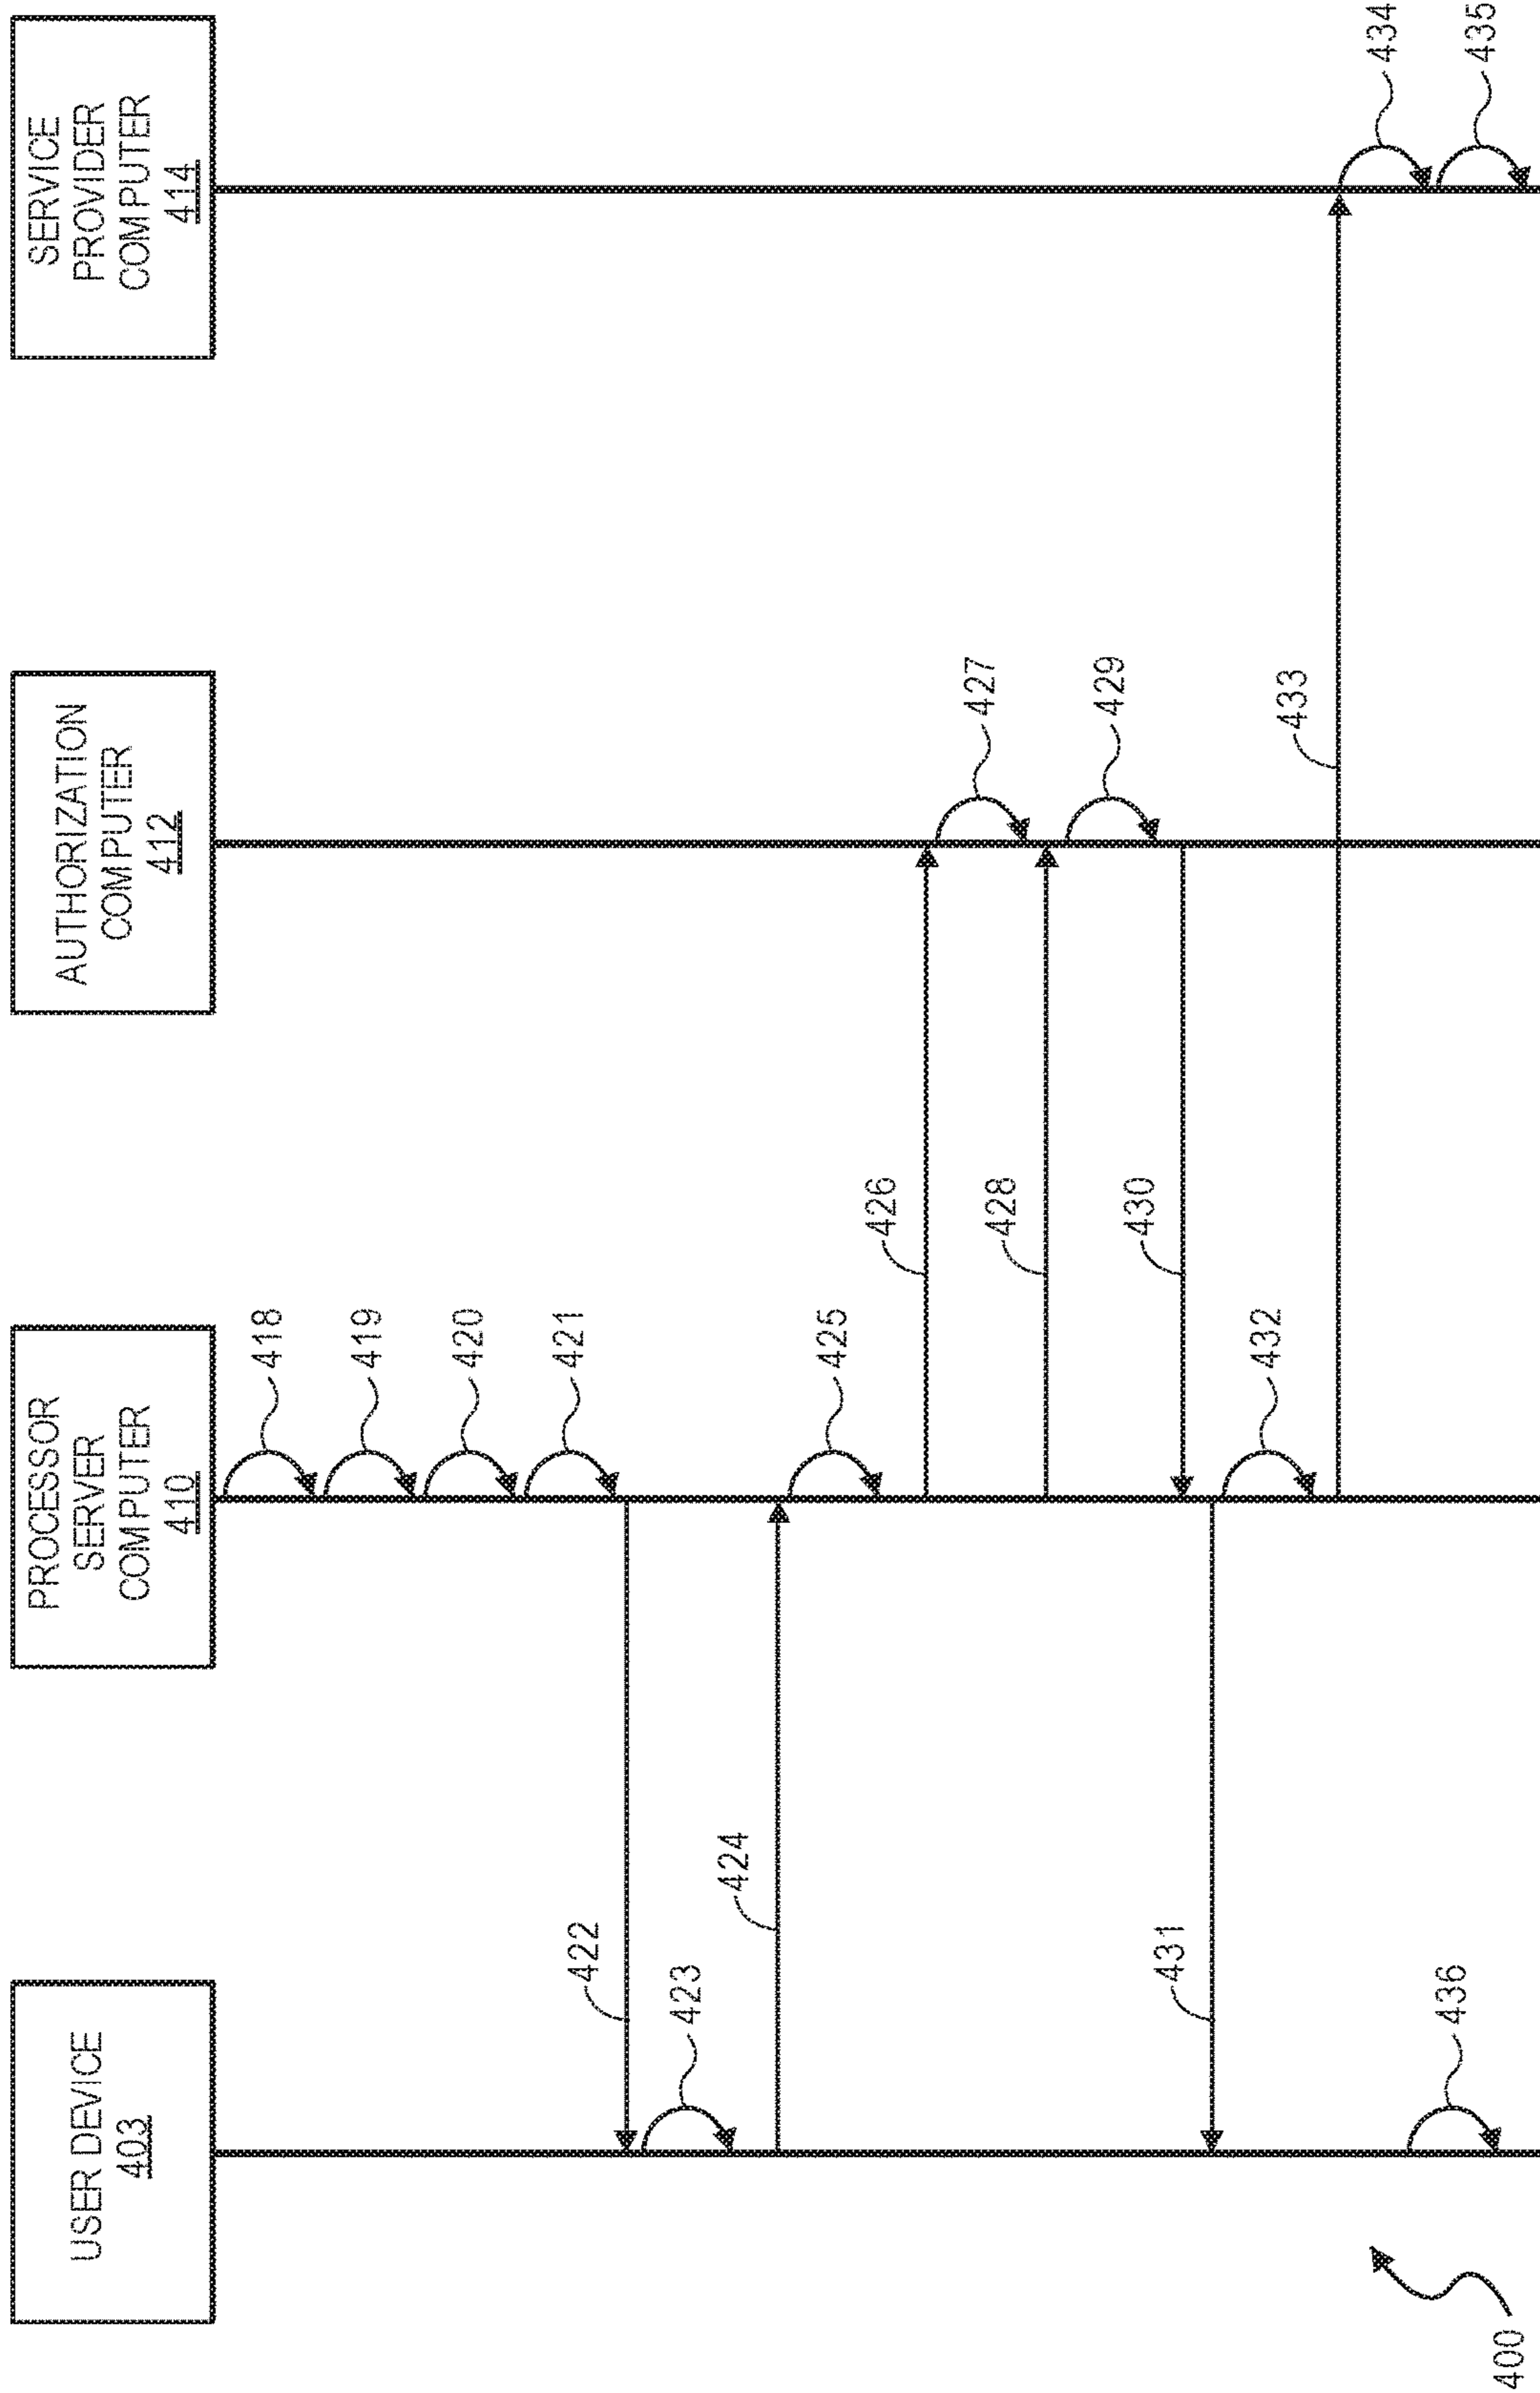 USER DEVICE
403
PROCESSOR
SERVER
COMPUTER
410
AUTHORIZATION
COMPUTER
412
SERVICE
PROVIDER
COMPUTER
414
418
419
420
421
422
423
424
425
426
427
428
429
430
431
432
433
434
435
436
400